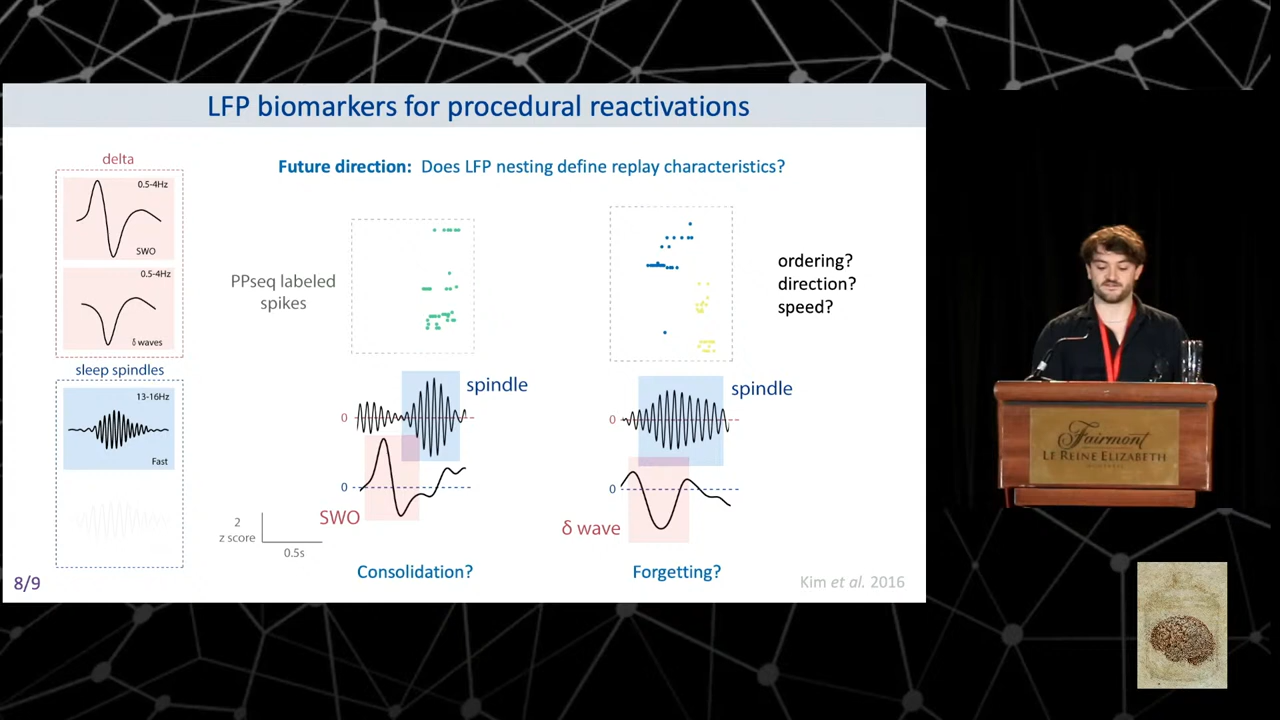 LFP biomarkers for procedural reactivations
Future direction: Does LFP nesting define replay characteristics?
delta
0.5-4Hz
SWO
0.5-4Hz
δ waves
sleep spindles
13-16Hz
Fast
PPseq labeled
spikes
ordering?
direction?
speed?
spindle
0
0
SWO
2
z score
0.5s
Consolidation?
spindle
0
0
δ wave
Forgetting?
Kim et al. 2016
8/9
Fairmont
LE REINE ELIZABETH